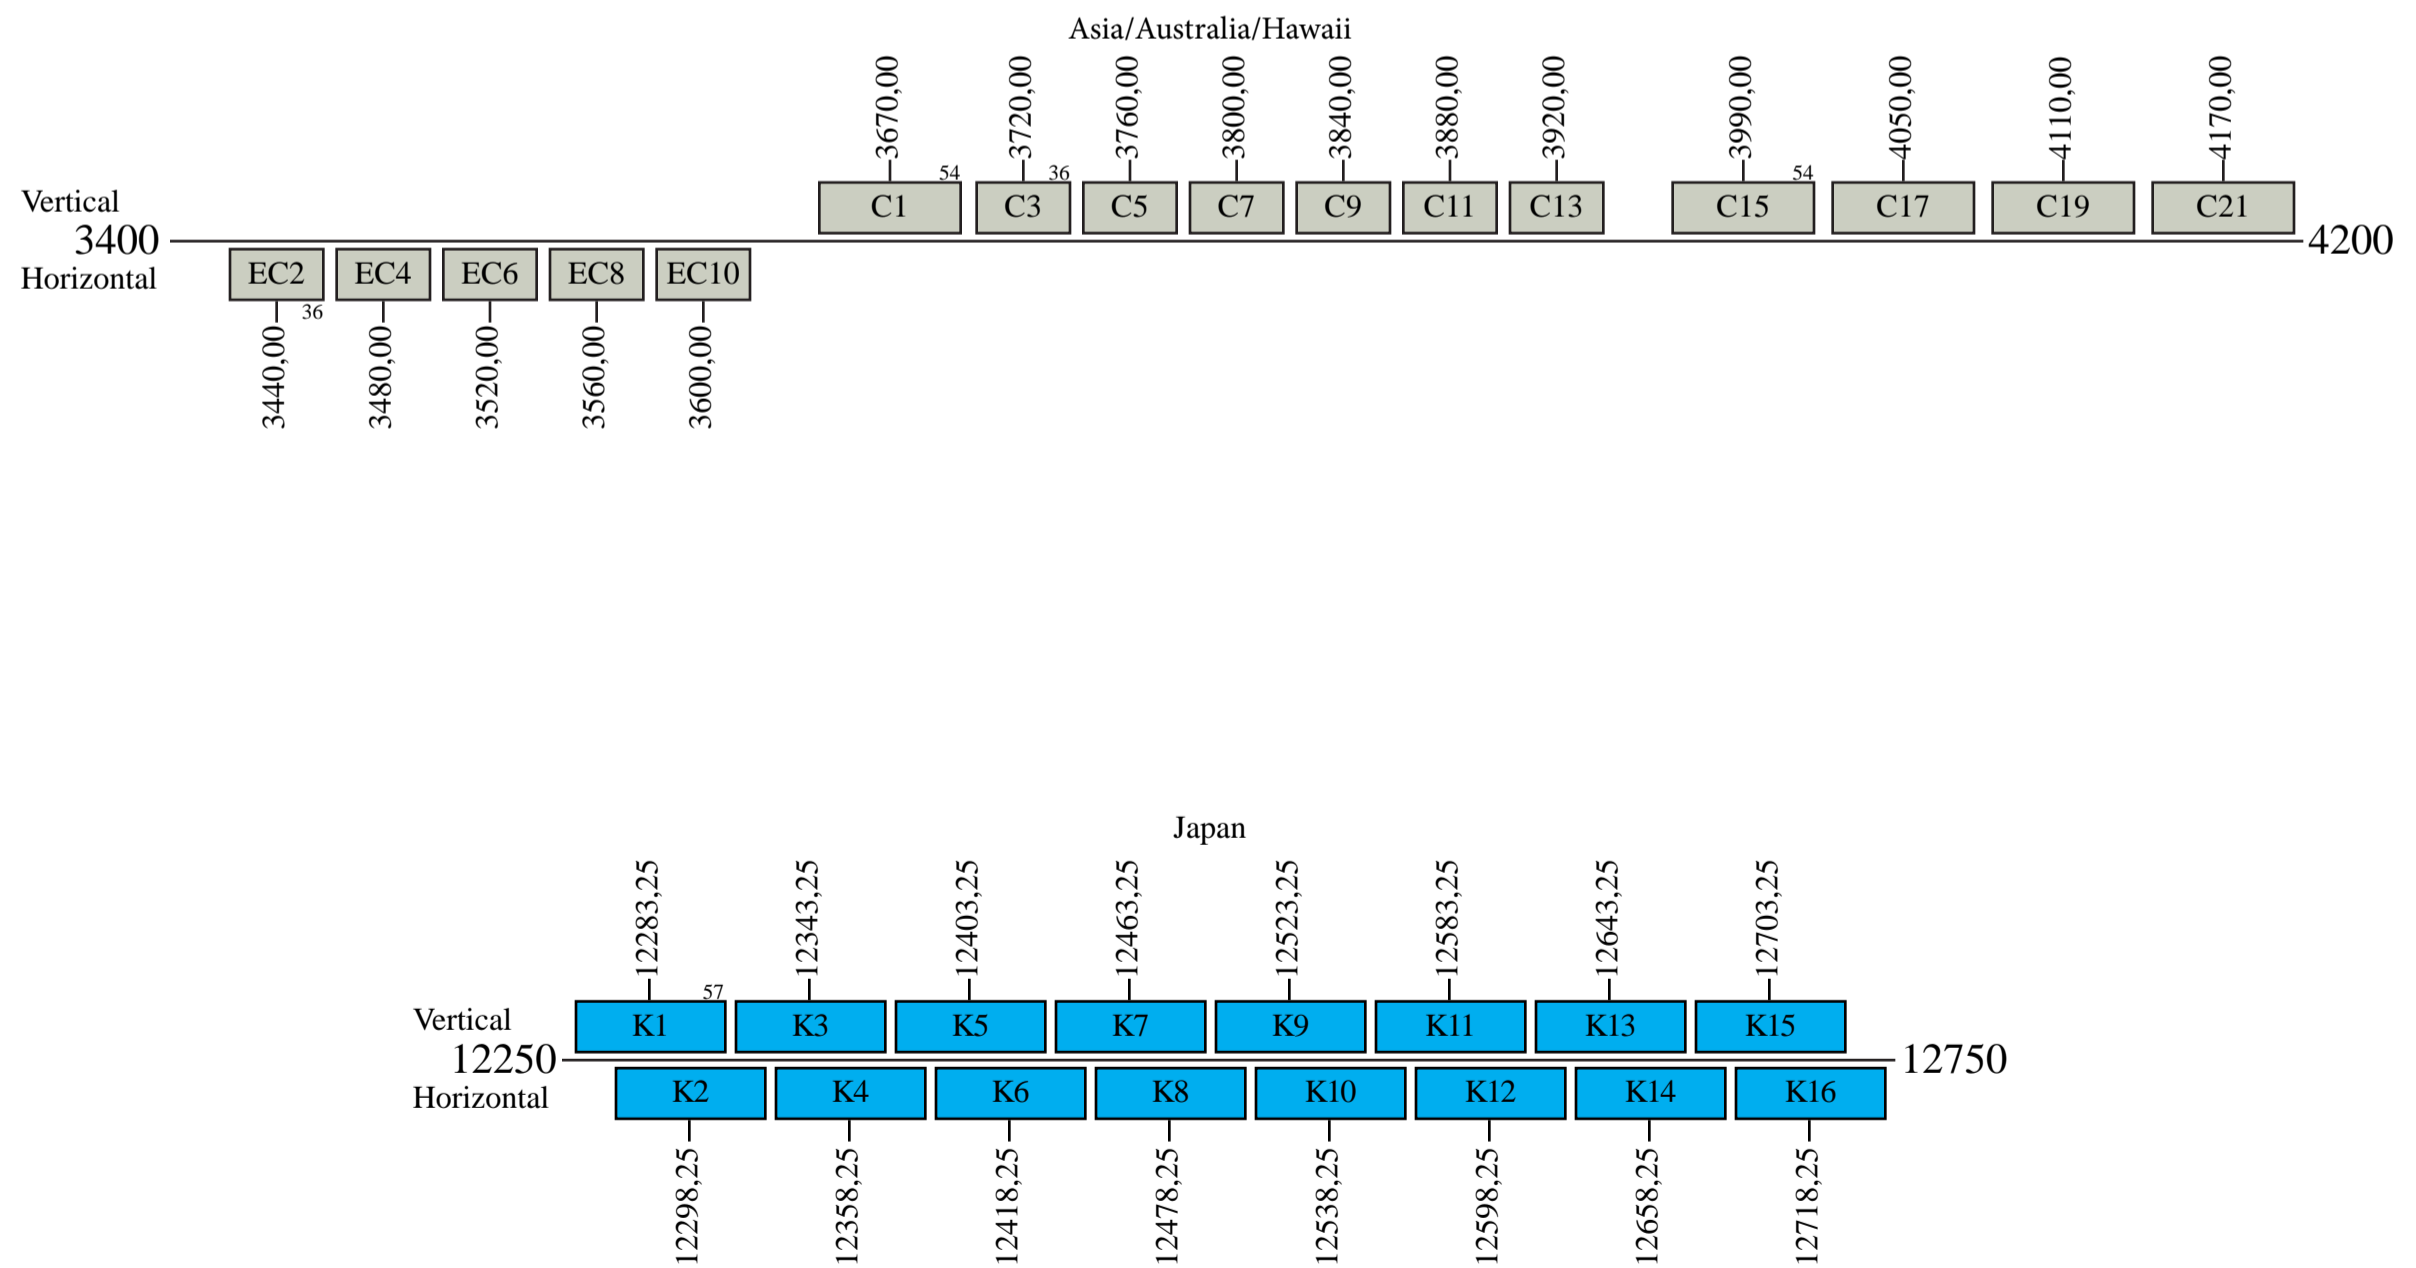 Asia/Australia/Hawaii
3670,00 3720,00 3760,00 3800,00 3840,00 3880,00 3920,00 3990,00 4050,00 4110,00 4170,00
54 36 54
Vertical C1 C3 C5 C7 C9 C11 C13 C15 C17 C19 C21
3400 4200
Horizontal EC2 EC4 EC6 EC8 EC10
36
3440,00 3480,00 3520,00 3560,00 3600,00
Japan
12283,25 12343,25 12403,25 12463,25 12523,25 12583,25 12643,25 12703,25
57
Vertical K1 K3 K5 K7 K9 K11 K13 K15
12250 12750
Horizontal K2 K4 K6 K8 K10 K12 K14 K16
12298,25 12358,25 12418,25 12478,25 12538,25 12598,25 12658,25 12718,25